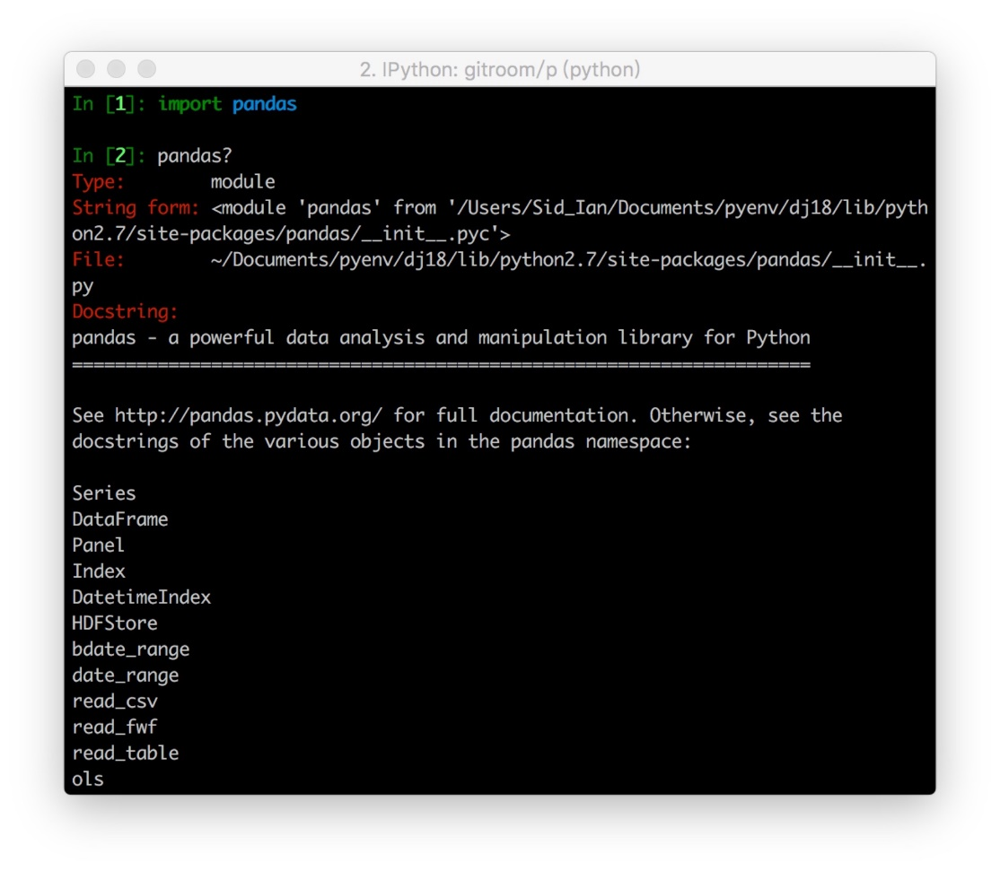 2. IPython: gitroom/p (python)
In [1]: import pandas
In [2]: pandas?
Type:        module
String form: <module 'pandas' from '/Users/Sid_Ian/Documents/pyenv/dj18/lib/pyth
on2.7/site-packages/pandas/__init__.pyc'>
File:        ~/Documents/pyenv/dj18/lib/python2.7/site-packages/pandas/__init__.
py
Docstring:
pandas - a powerful data analysis and manipulation library for Python
=====================================================================
See http://pandas.pydata.org/ for full documentation. Otherwise, see the
docstrings of the various objects in the pandas namespace:
Series
DataFrame
Panel
Index
DatetimeIndex
HDFStore
bdate_range
date_range
read_csv
read_fwf
read_table
ols